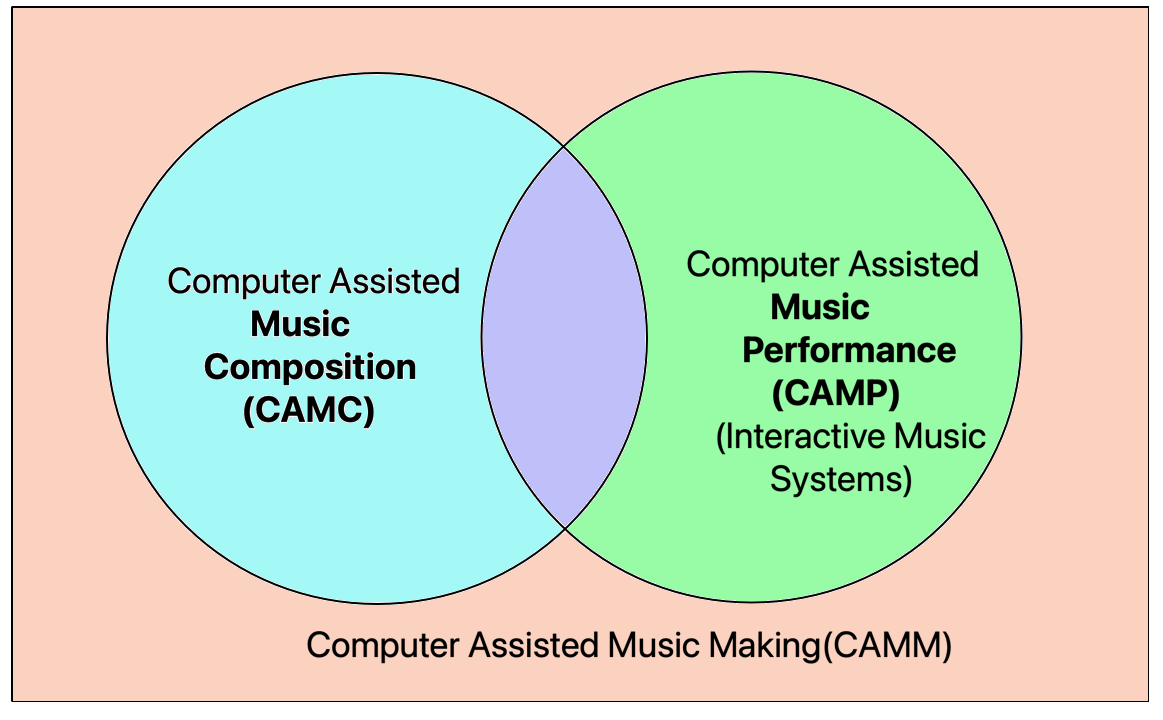 Computer Assisted
Music
Composition
(CAMC)
Computer Assisted
Music
Performance
(CAMP)
(Interactive Music
Systems)
Computer Assisted Music Making(CAMM)